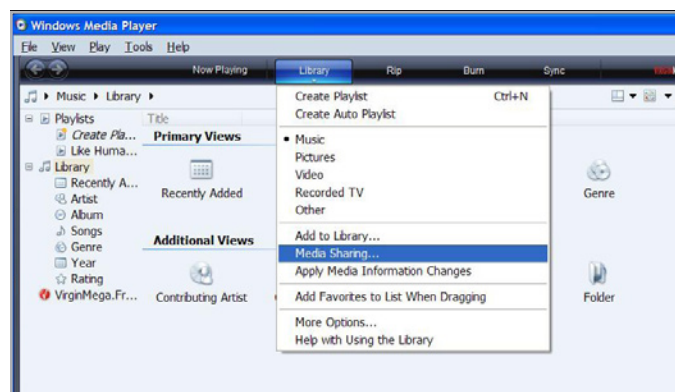 Windows Media Player
File View Play Tools Help
Now Playing Library Rip Burn Sync
Music Library
Create Playlist Ctrl+N
Create Auto Playlist
Music
Pictures
Video
Recorded TV
Other
Add to Library...
Media Sharing...
Apply Media Information Changes
Add Favorites to List When Dragging
More Options...
Help with Using the Library
Playlists
Create Pla...
Like Huma...
Library
Recently A...
Artist
Album
Songs
Genre
Year
Rating
VirginMega.Fr...
Title
Primary Views
Recently Added
Genre
Additional Views
Contributing Artist
Folder